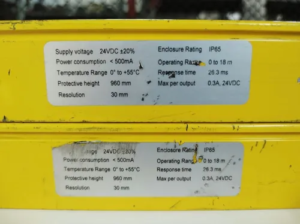 Supply voltage 24VDC ±20% Enclosure Rating IP65
Power consumption < 500mA Operating Range 0 to 18 m
Temperature Range 0° to +55°C Response time 26.3 ms
Protective height 960 mm Max per output 0.3A, 24VDC
Resolution 30 mm
24VDC ±20% Enclosure Rating IP65
Power consumption < 500mA Operating 0 to 18 m
Temperature Range 0° to +55°C Response time 26.3 ms
Protective height 960 mm Max per output 0.3A, 24VDC
Resolution 30 mm